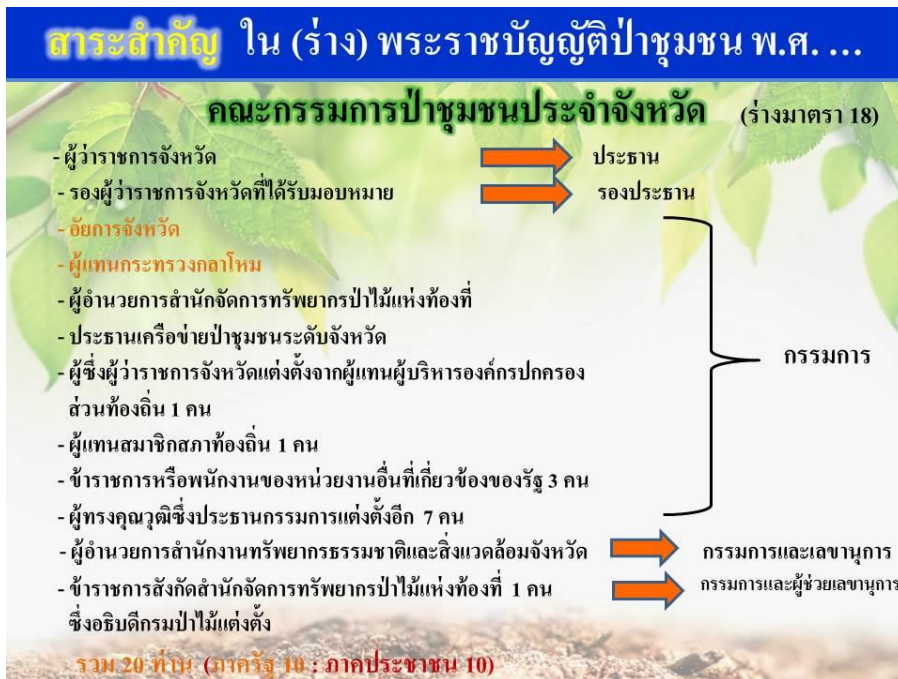 สาระสำคัญ ใน (ร่าง) พระราชบัญญัติป่าชุมชน พ.ศ. ...
คณะกรรมการป่าชุมชนประจำจังหวัด (ร่างมาตรา 18)
- ผู้ว่าราชการจังหวัด ประธาน
- รองผู้ว่าราชการจังหวัดที่ได้รับมอบหมาย รองประธาน
- อัยการจังหวัด
- ผู้แทนกระทรวงกลาโหม
- ผู้อำนวยการสำนักจัดการทรัพยากรป่าไม้แห่งท้องที่
- ประธานเครือข่ายป่าชุมชนระดับจังหวัด
กรรมการ
- ผู้ซึ่งผู้ว่าราชการจังหวัดแต่งตั้งจากผู้แทนผู้บริหารองค์กรปกครอง
ส่วนท้องถิ่น 1 คน
- ผู้แทนสมาชิกสภาท้องถิ่น 1 คน
- ข้าราชการหรือพนักงานของหน่วยงานอื่นที่เกี่ยวข้องของรัฐ 3 คน
- ผู้ทรงคุณวุฒิซึ่งประธานกรรมการแต่งตั้งอีก 7 คน
- ผู้อำนวยการสำนักงานทรัพยากรธรรมชาติและสิ่งแวดล้อมจังหวัด กรรมการและเลขานุการ
- ข้าราชการสังกัดสำนักจัดการทรัพยากรป่าไม้แห่งท้องที่ 1 คน กรรมการและผู้ช่วยเลขานุการ
ซึ่งอธิบดีกรมป่าไม้แต่งตั้ง
รวม 20 ท่าน (ภาครัฐ 10 : ภาคประชาชน 10)